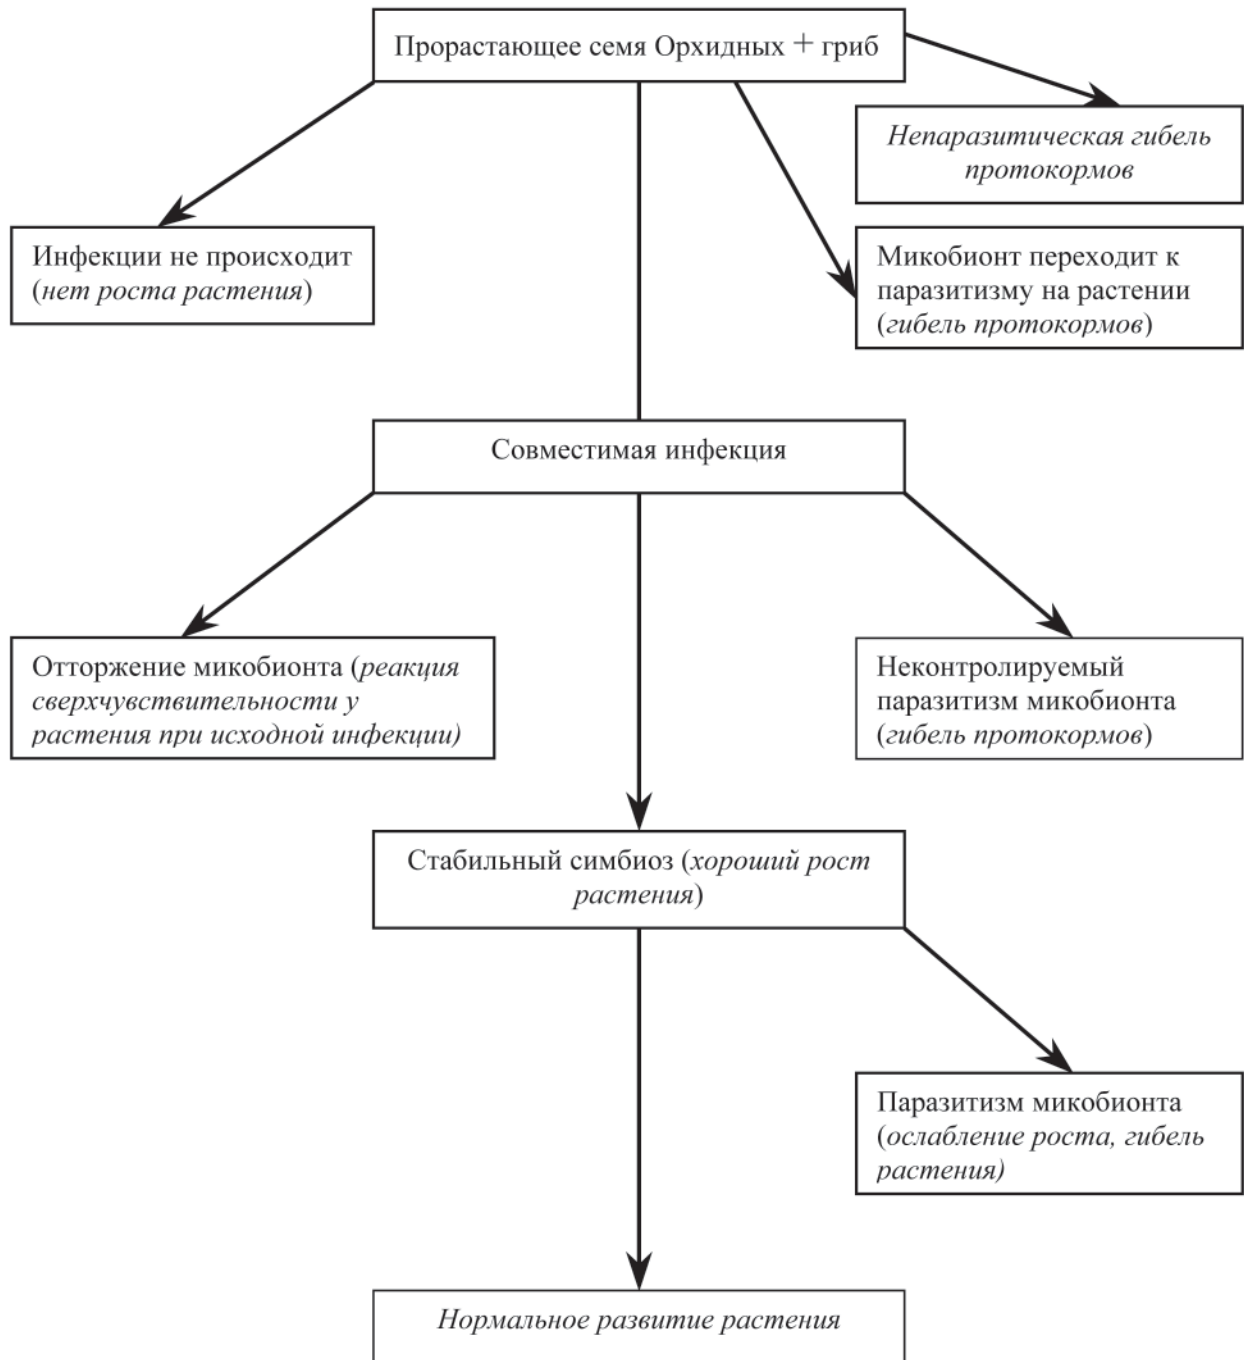 Прорастающее семя Орхидных + гриб
Непаразитическая гибель
протокормов
Инфекции не происходит
(нет роста растения)
Микобионт переходит к
паразитизму на растении
(гибель протокормов)
Совместимая инфекция
Отторжение микобионта (реакция
сверхчувствительности у
растения при исходной инфекции)
Неконтролируемый
паразитизм микобионта
(гибель протокормов)
Стабильный симбиоз (хороший рост
растения)
Паразитизм микобионта
(ослабление роста, гибель
растения)
Нормальное развитие растения